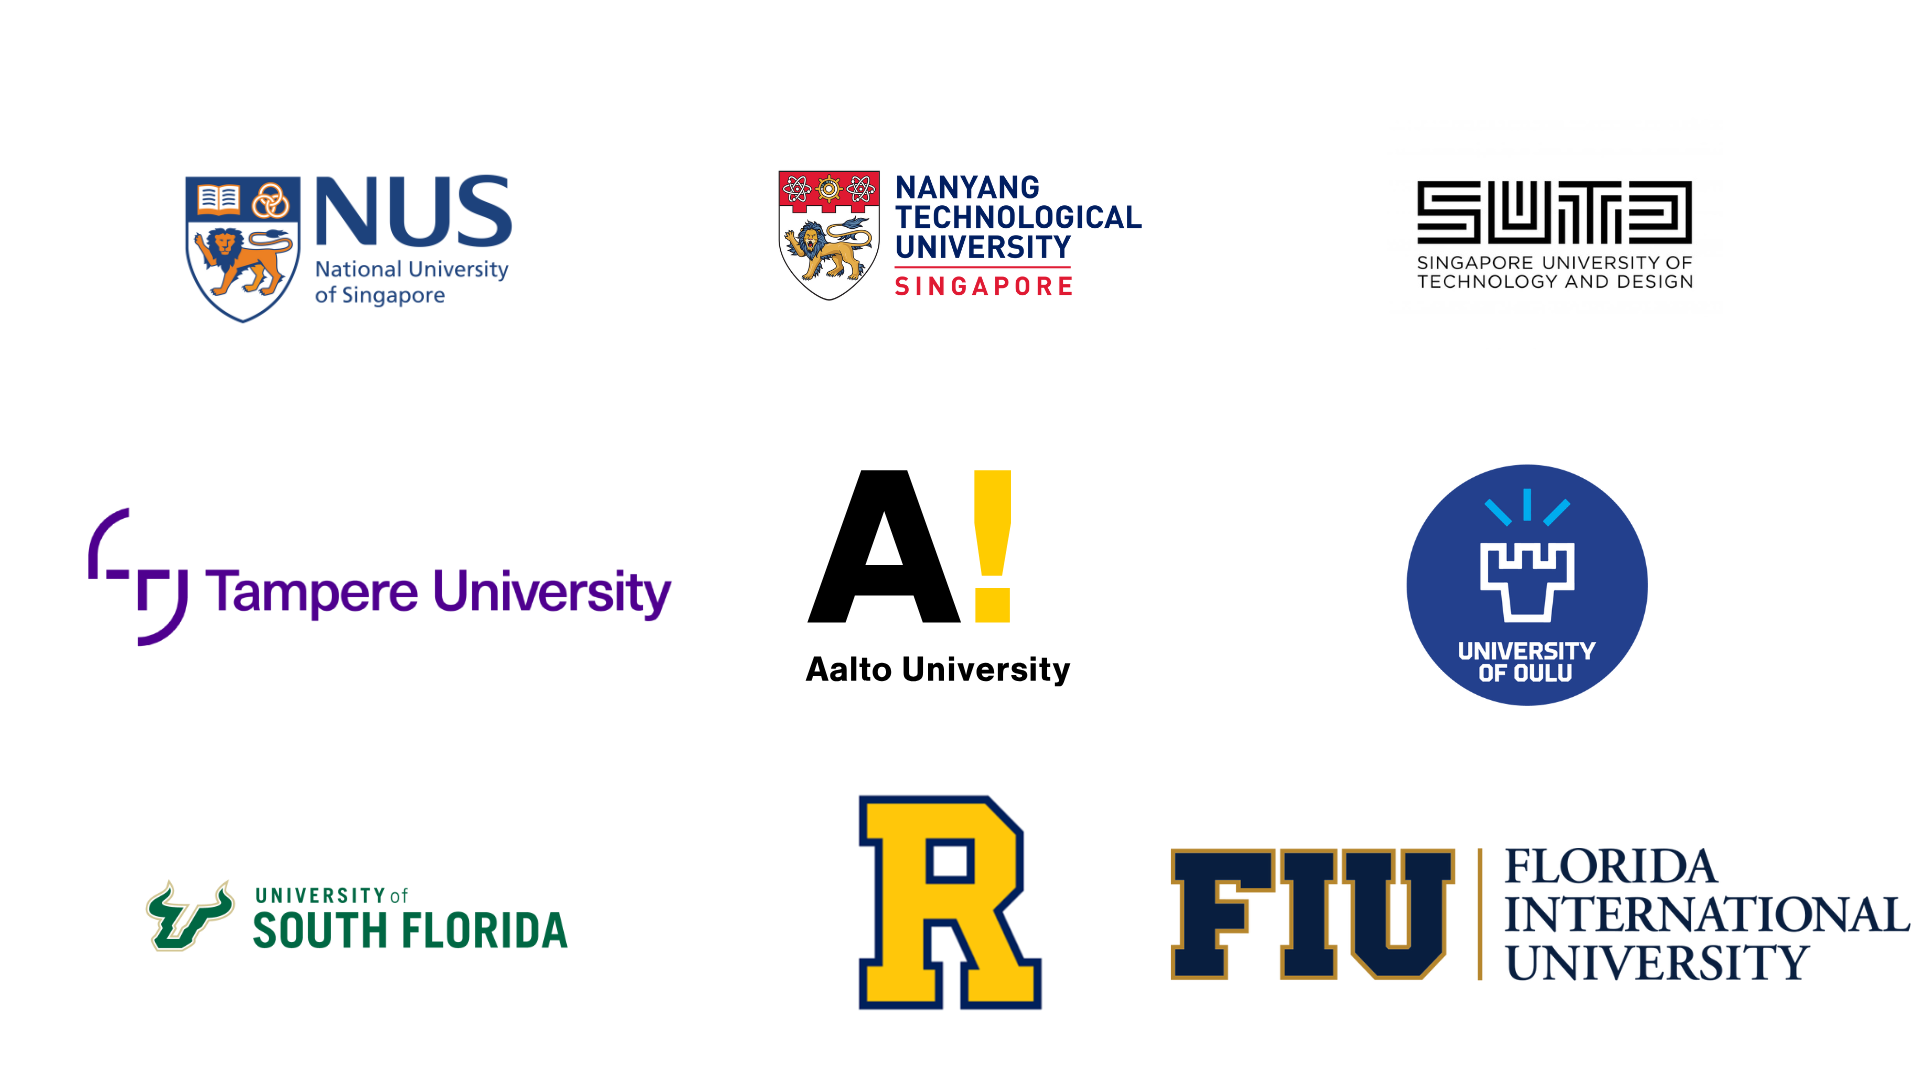 NUS
National University
of Singapore
NANYANG
TECHNOLOGICAL
UNIVERSITY
SINGAPORE
SUTD
SINGAPORE UNIVERSITY OF
TECHNOLOGY AND DESIGN
Tampere University
A!
Aalto University
UNIVERSITY
OF OULU
UNIVERSITY of
SOUTH FLORIDA
R
FIU
FLORIDA
INTERNATIONAL
UNIVERSITY